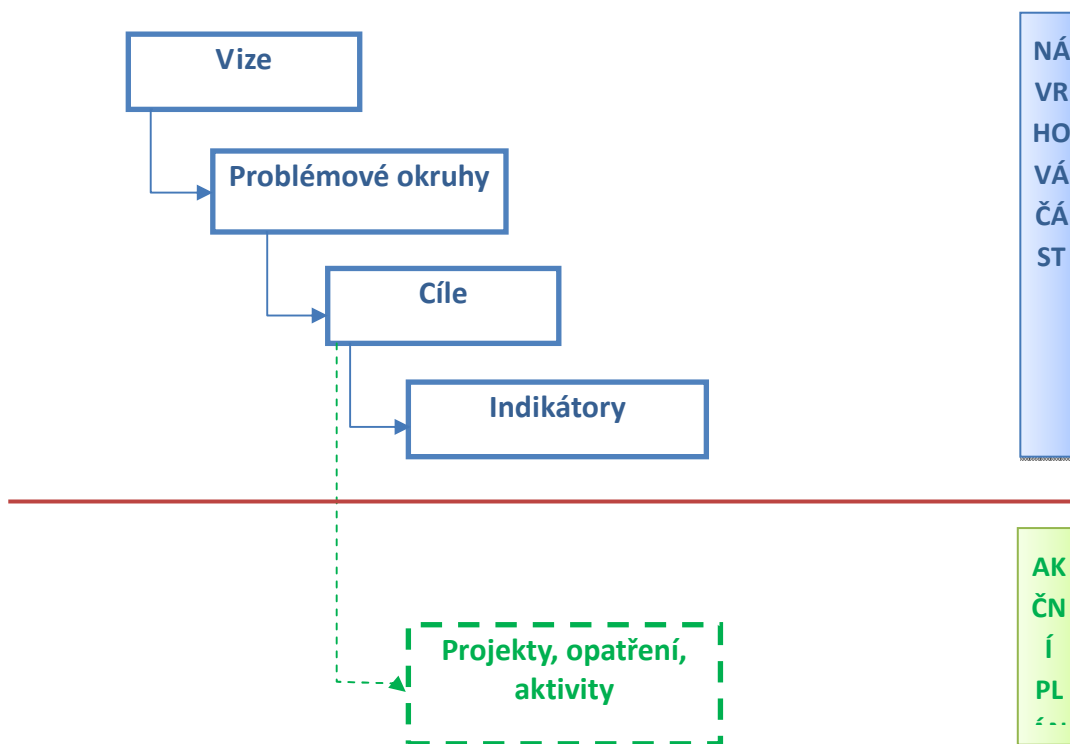 Vize
Problémové okruhy
Cíle
Indikátory
Projekty, opatření,
aktivity
NÁ
VR
HO
VÁ
ČÁ
ST
AK
ČN
Í
PL